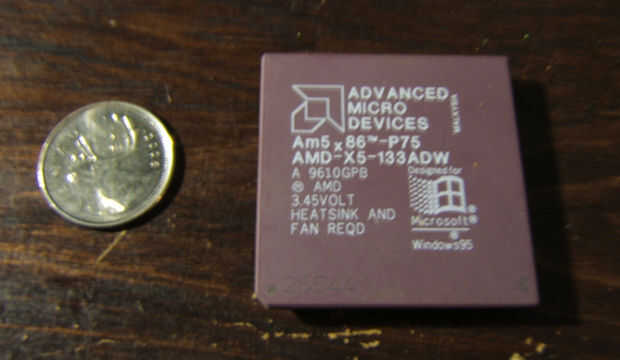 ADVANCED
MICRO
DEVICES
MALAYSIA
Am5x86™-P75
AMD-X5-133ADW
A 9610GPB
® AMD
3.45VOLT
HEATSINK AND
FAN REQD
Designed for
Microsoft®
®
Windows95